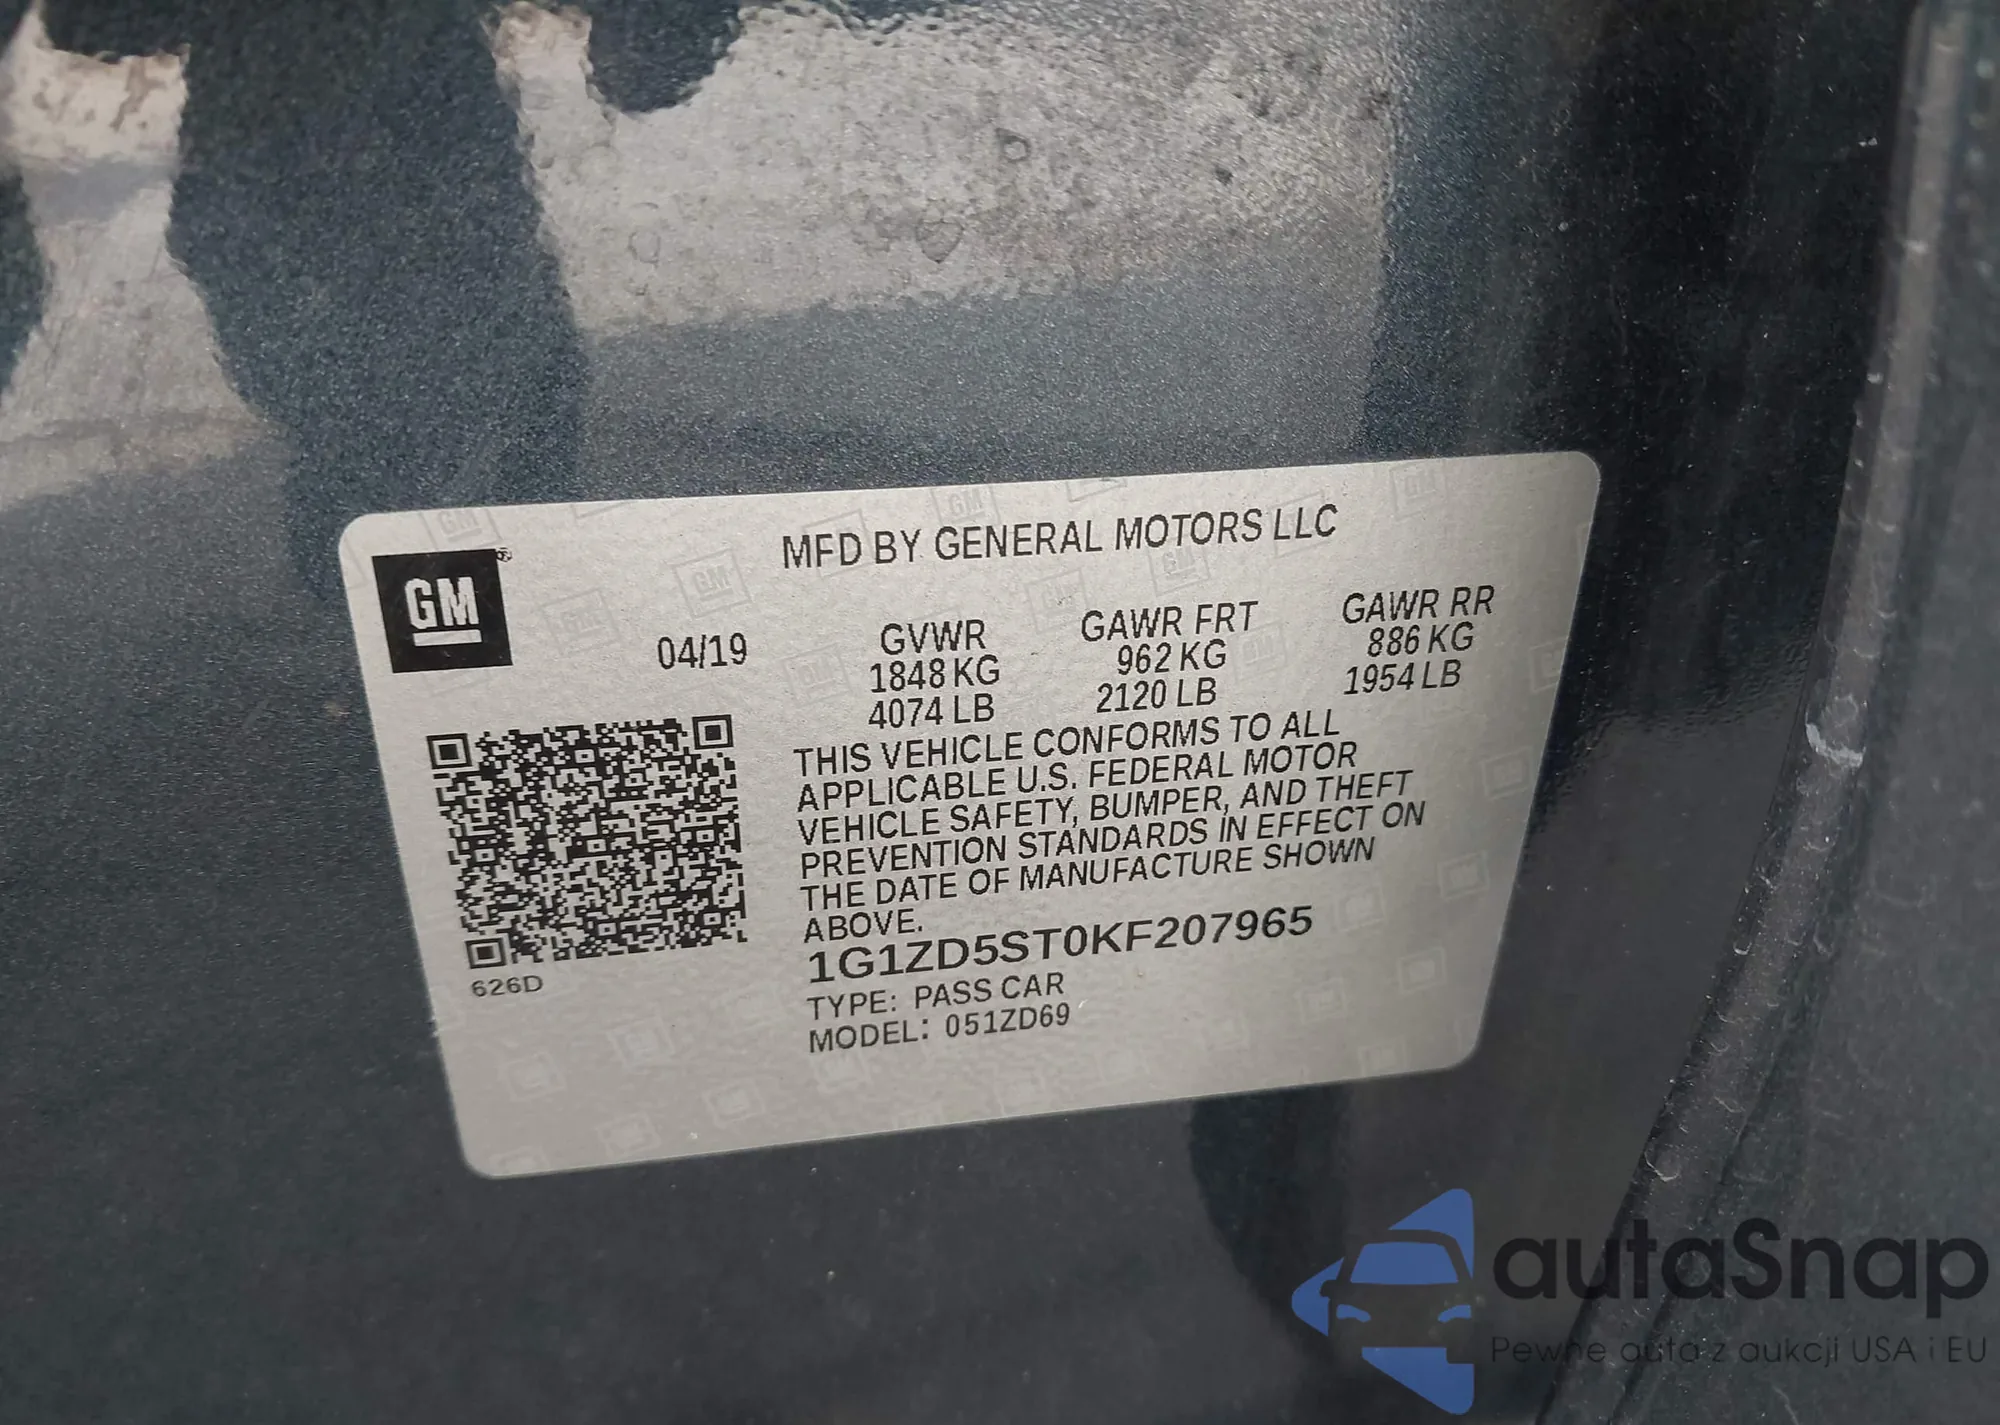 MFD BY GENERAL MOTORS LLC
GM®
04/19
GVWR GAWR FRT GAWR RR
1848 KG 962 KG 886 KG
4074 LB 2120 LB 1954 LB
THIS VEHICLE CONFORMS TO ALL
APPLICABLE U.S. FEDERAL MOTOR
VEHICLE SAFETY, BUMPER, AND THEFT
PREVENTION STANDARDS IN EFFECT ON
THE DATE OF MANUFACTURE SHOWN
ABOVE.
1G1ZD5ST0KF207965
TYPE: PASS CAR
MODEL: 051ZD69
626D
autaSnap
Pewne auta z aukcji USA i EU